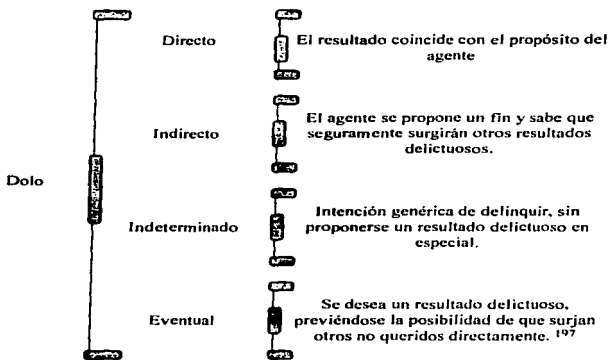 Directo
El resultado coincide con el propósito del
agente
Indirecto
El agente se propone un fin y sabe que
seguramente surgirán otros resultados
delictuosos.
Dolo
Indeterminado
Intención genérica de delinquir, sin
proponerse un resultado delictuoso en
especial.
Eventual
Se desea un resultado delictuoso,
previéndose la posibilidad de que surjan
otros no queridos directamente. 197